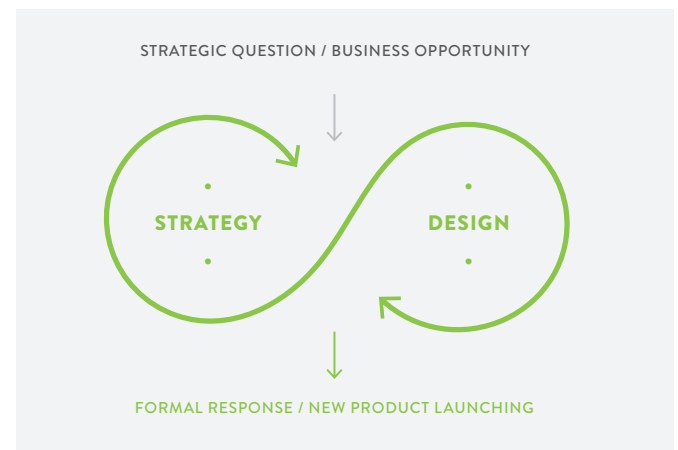 STRATEGIC QUESTION / BUSINESS OPPORTUNITY
STRATEGY
DESIGN
FORMAL RESPONSE / NEW PRODUCT LAUNCHING